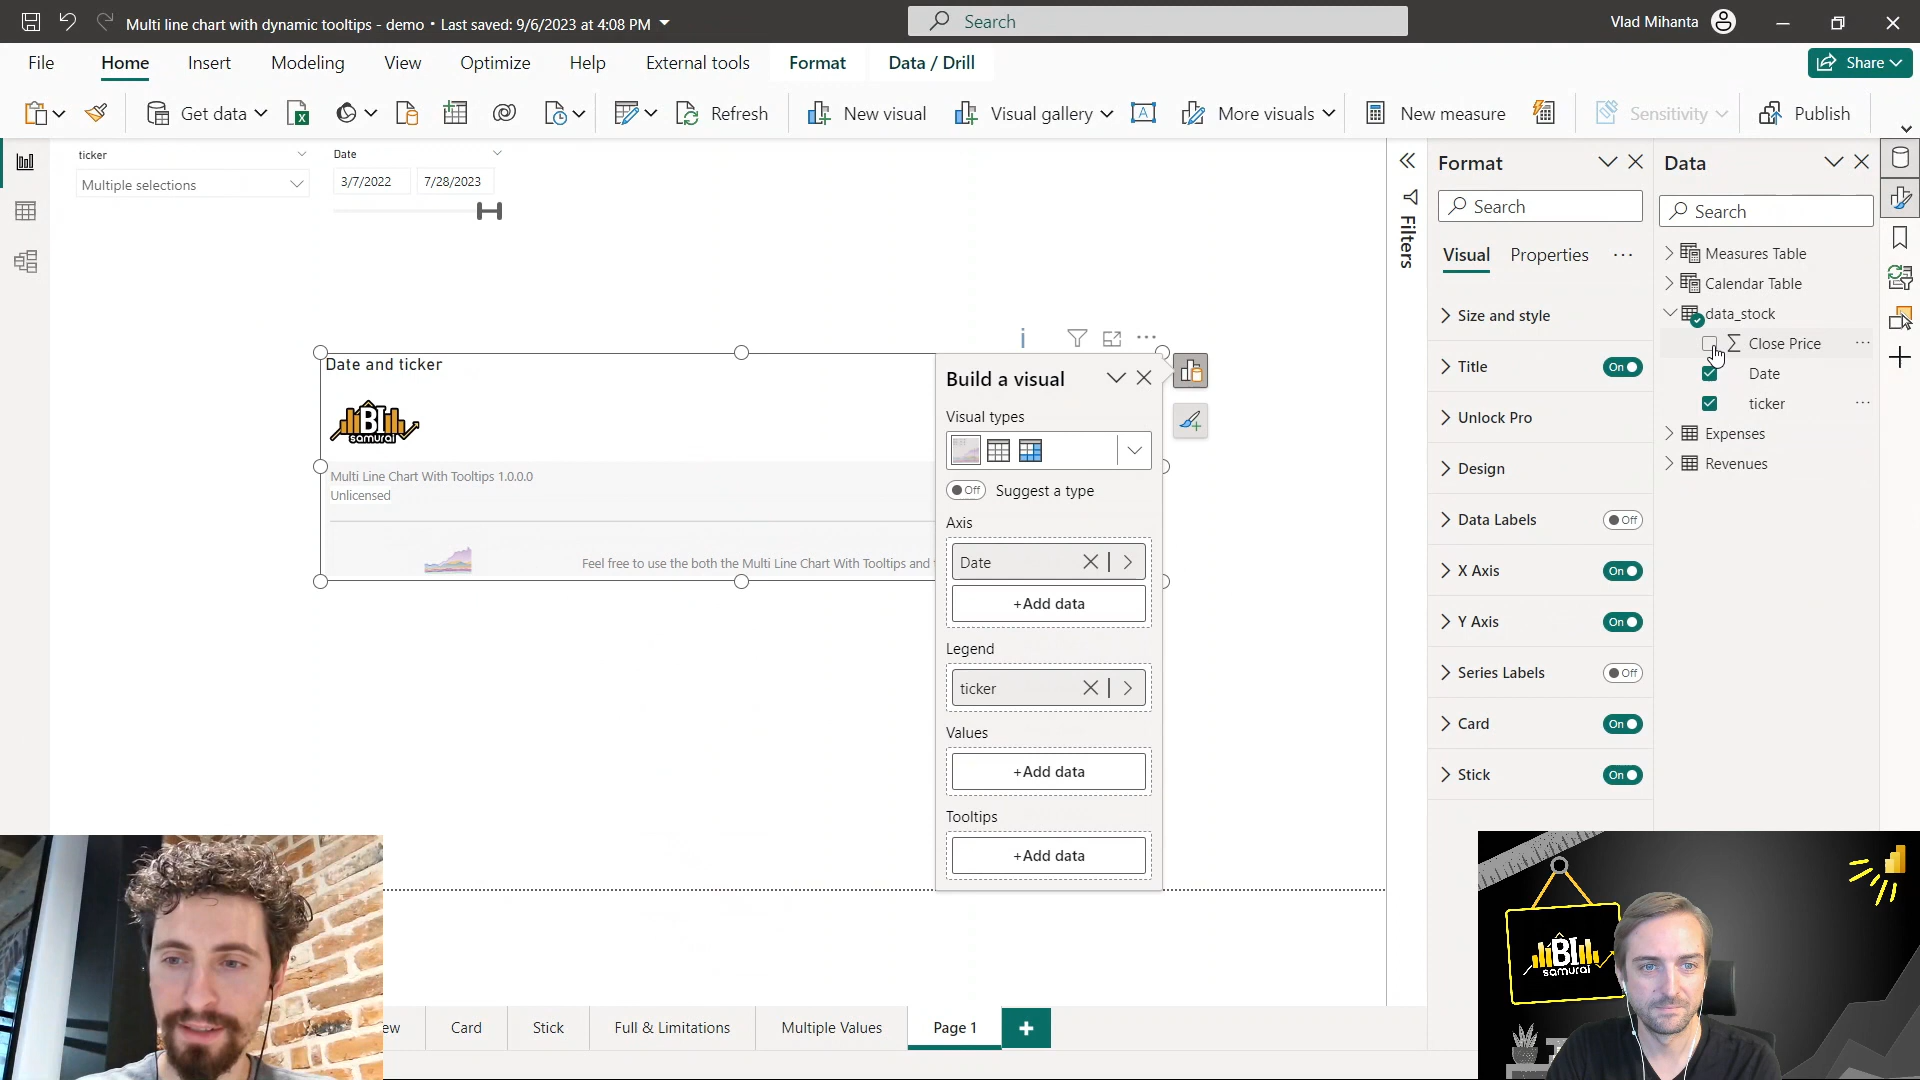 Multi line chart with dynamic tooltips - demo • Last saved: 9/6/2023 at 4:08 PM
Search
Vlad Mihanta
File
Home
Insert
Modeling
View
Optimize
Help
External tools
Format
Data / Drill
Share
Get data
Refresh
New visual
Visual gallery
More visuals
New measure
Sensitivity
Publish
ticker
Multiple selections
Date
3/7/2022
7/28/2023
Date and ticker
BI
samurai
Multi Line Chart With Tooltips 1.0.0.0
Unlicensed
Feel free to use the both the Multi Line Chart With Tooltips and
Build a visual
Visual types
Off
Suggest a type
Axis
Date
+Add data
Legend
ticker
Values
+Add data
Tooltips
+Add data
Filters
Format
Search
Visual
Properties
Size and style
Title
On
Unlock Pro
Design
Data Labels
Off
X Axis
On
Y Axis
On
Series Labels
Off
Card
On
Stick
On
Data
Search
Measures Table
Calendar Table
data_stock
Close Price
Date
ticker
Expenses
Revenues
BI
samurai
ew
Card
Stick
Full & Limitations
Multiple Values
Page 1